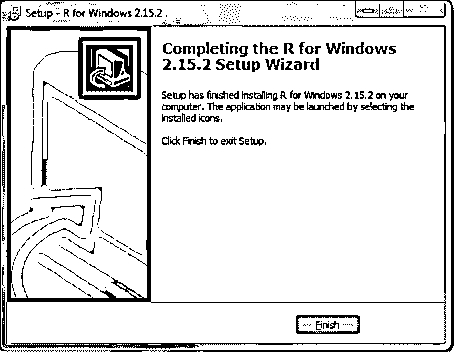 Setup - R for Windows 2.15.2
Completing the R for Windows
2.15.2 Setup Wizard
Setup has finished installing R for Windows 2.15.2 on your
computer. The application may be launched by selecting the
installed icons.
Click Finish to exit Setup.
Finish